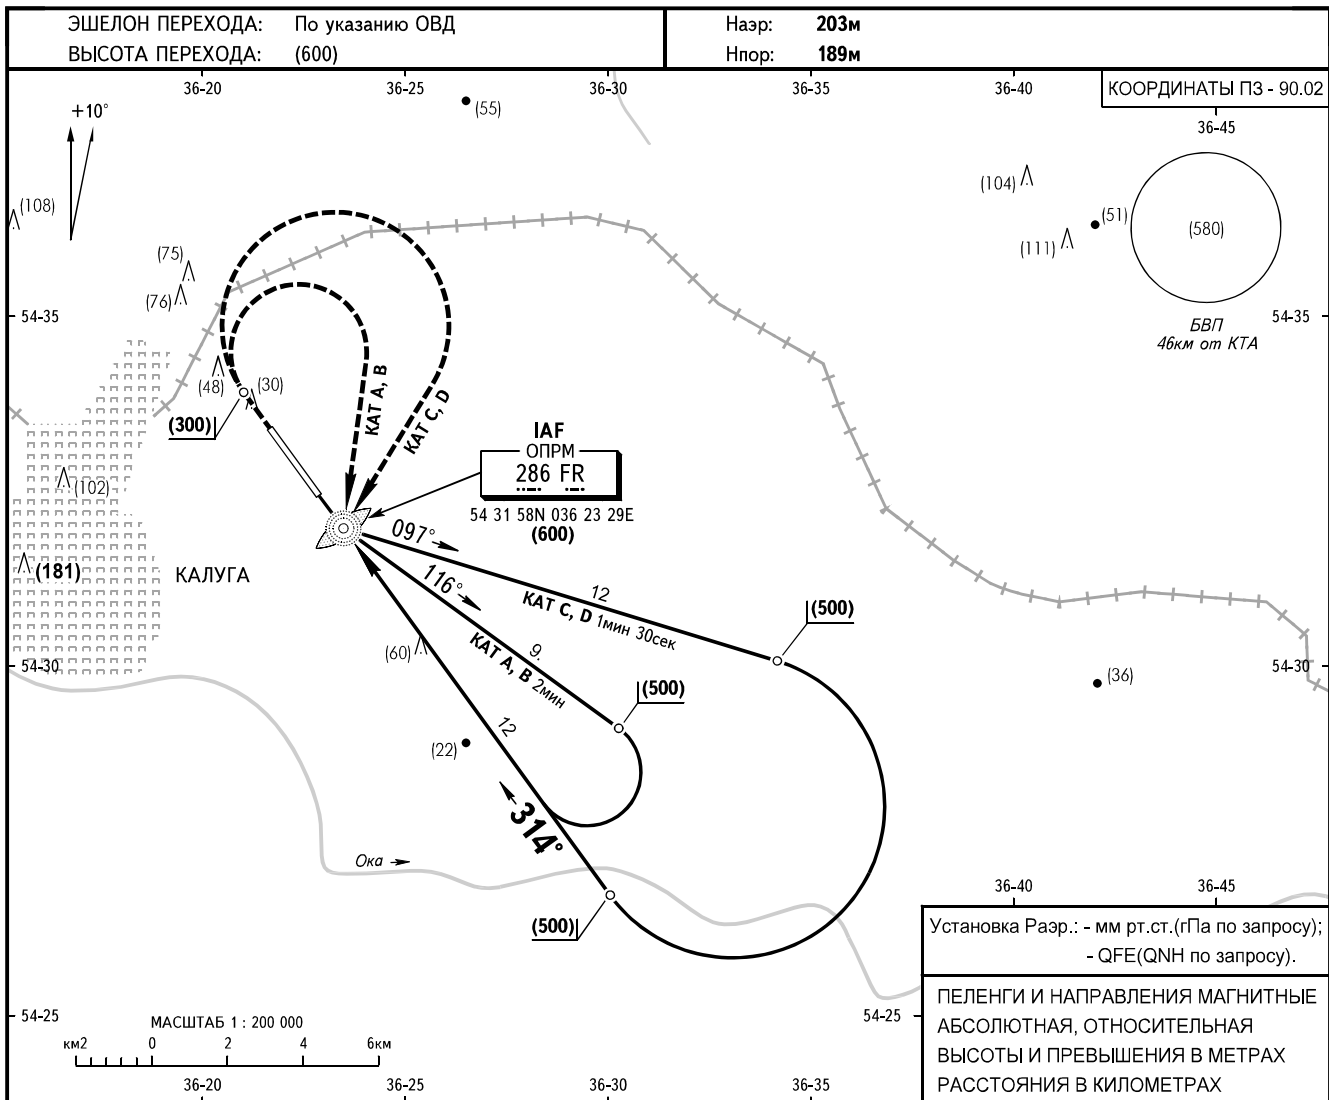 ЭШЕЛОН ПЕРЕХОДА: По указанию ОВД
ВЫСОТА ПЕРЕХОДА: (600)
Наэр: 203м
Нпор: 189м
36-20 36-25 36-30 36-35 36-40
КООРДИНАТЫ ПЗ - 90.02
36-45
+10°
(55)
(104)
(108)
(51)
(580)
(111)
(75)
(76)
54-35
54-35
БВП
46км от КТА
(48)
(30)
(300)
КАТ А, В
КАТ С, D
IAF
ОПРМ
286 FR
54 31 58N 036 23 29E
(600)
(102)
(181)
КАЛУГА
097°
116°
12
КАТ С, D 1мин 30сек
(500)
9.
КАТ А, В 2мин
(500)
(60)
54-30
54-30
(36)
12
(22)
314°
Ока
(500)
36-40 36-45
Установка Раэр.: - мм рт.ст.(гПа по запросу);
- QFE(QNH по запросу).
ПЕЛЕНГИ И НАПРАВЛЕНИЯ МАГНИТНЫЕ
АБСОЛЮТНАЯ, ОТНОСИТЕЛЬНАЯ
ВЫСОТЫ И ПРЕВЫШЕНИЯ В МЕТРАХ
РАССТОЯНИЯ В КИЛОМЕТРАХ
54-25
54-25
МАСШТАБ 1 : 200 000
км2 0 2 4 6км
36-20 36-25 36-30 36-35